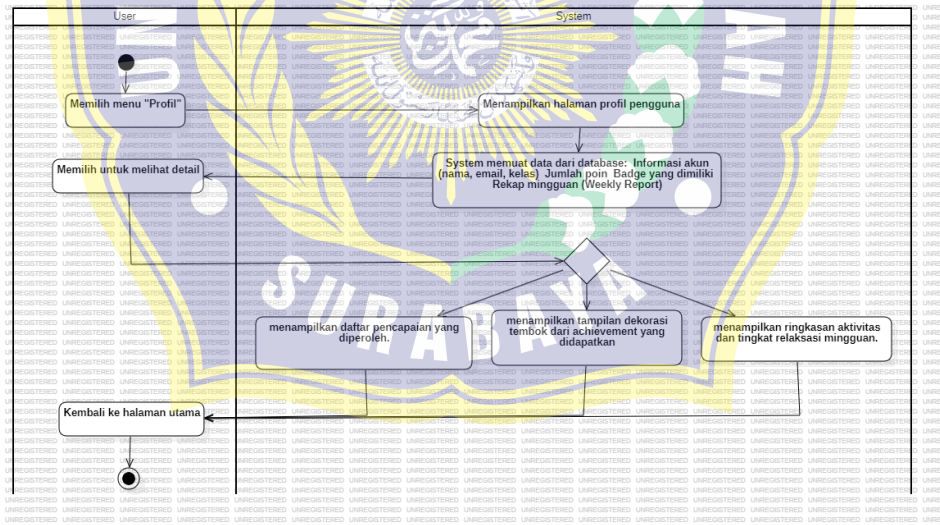 User
System
Memilih menu "Profil"
Menampilkan halaman profil pengguna
System memuat data dari database:  Informasi akun
(nama, email, kelas)  Jumlah poin  Badge yang dimiliki
Rekap mingguan (Weekly Report)
Memilih untuk melihat detail
menampilkan daftar pencapaian yang
diperoleh.
menampilkan tampilan dekorasi
tembok dari achievement yang
didapatkan
menampilkan ringkasan aktivitas
dan tingkat relaksasi mingguan.
Kembali ke halaman utama
SURABAYA
UNREGISTERED